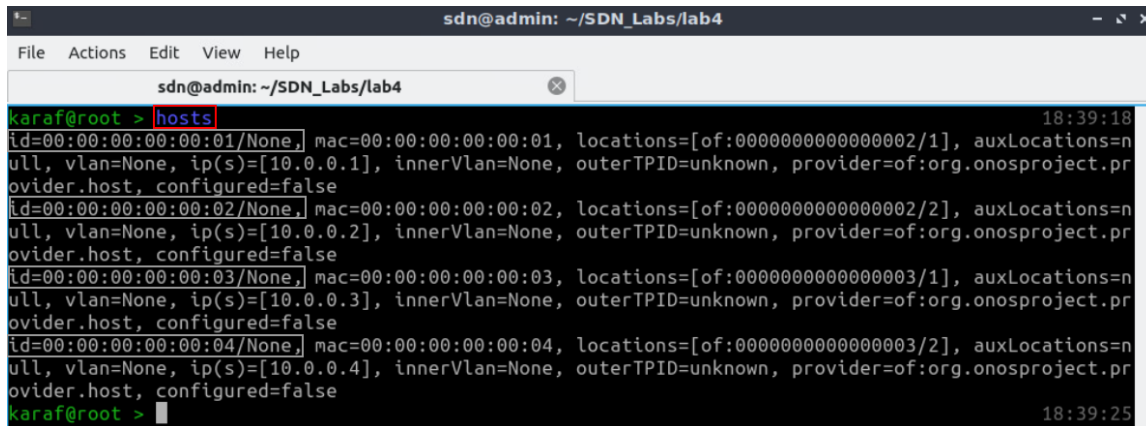 sdn@admin: ~/SDN_Labs/lab4
File Actions Edit View Help
sdn@admin: ~/SDN_Labs/lab4
karaf@root > hosts 18:39:18
id=00:00:00:00:00:01/None, mac=00:00:00:00:00:01, locations=[of:0000000000000002/1], auxLocations=n
ull, vlan=None, ip(s)=[10.0.0.1], innerVlan=None, outerTPID=unknown, provider=of:org.onosproject.pr
ovider.host, configured=false
id=00:00:00:00:00:02/None, mac=00:00:00:00:00:02, locations=[of:0000000000000002/2], auxLocations=n
ull, vlan=None, ip(s)=[10.0.0.2], innerVlan=None, outerTPID=unknown, provider=of:org.onosproject.pr
ovider.host, configured=false
id=00:00:00:00:00:03/None, mac=00:00:00:00:00:03, locations=[of:0000000000000003/1], auxLocations=n
ull, vlan=None, ip(s)=[10.0.0.3], innerVlan=None, outerTPID=unknown, provider=of:org.onosproject.pr
ovider.host, configured=false
id=00:00:00:00:00:04/None, mac=00:00:00:00:00:04, locations=[of:0000000000000003/2], auxLocations=n
ull, vlan=None, ip(s)=[10.0.0.4], innerVlan=None, outerTPID=unknown, provider=of:org.onosproject.pr
ovider.host, configured=false
karaf@root > 18:39:25